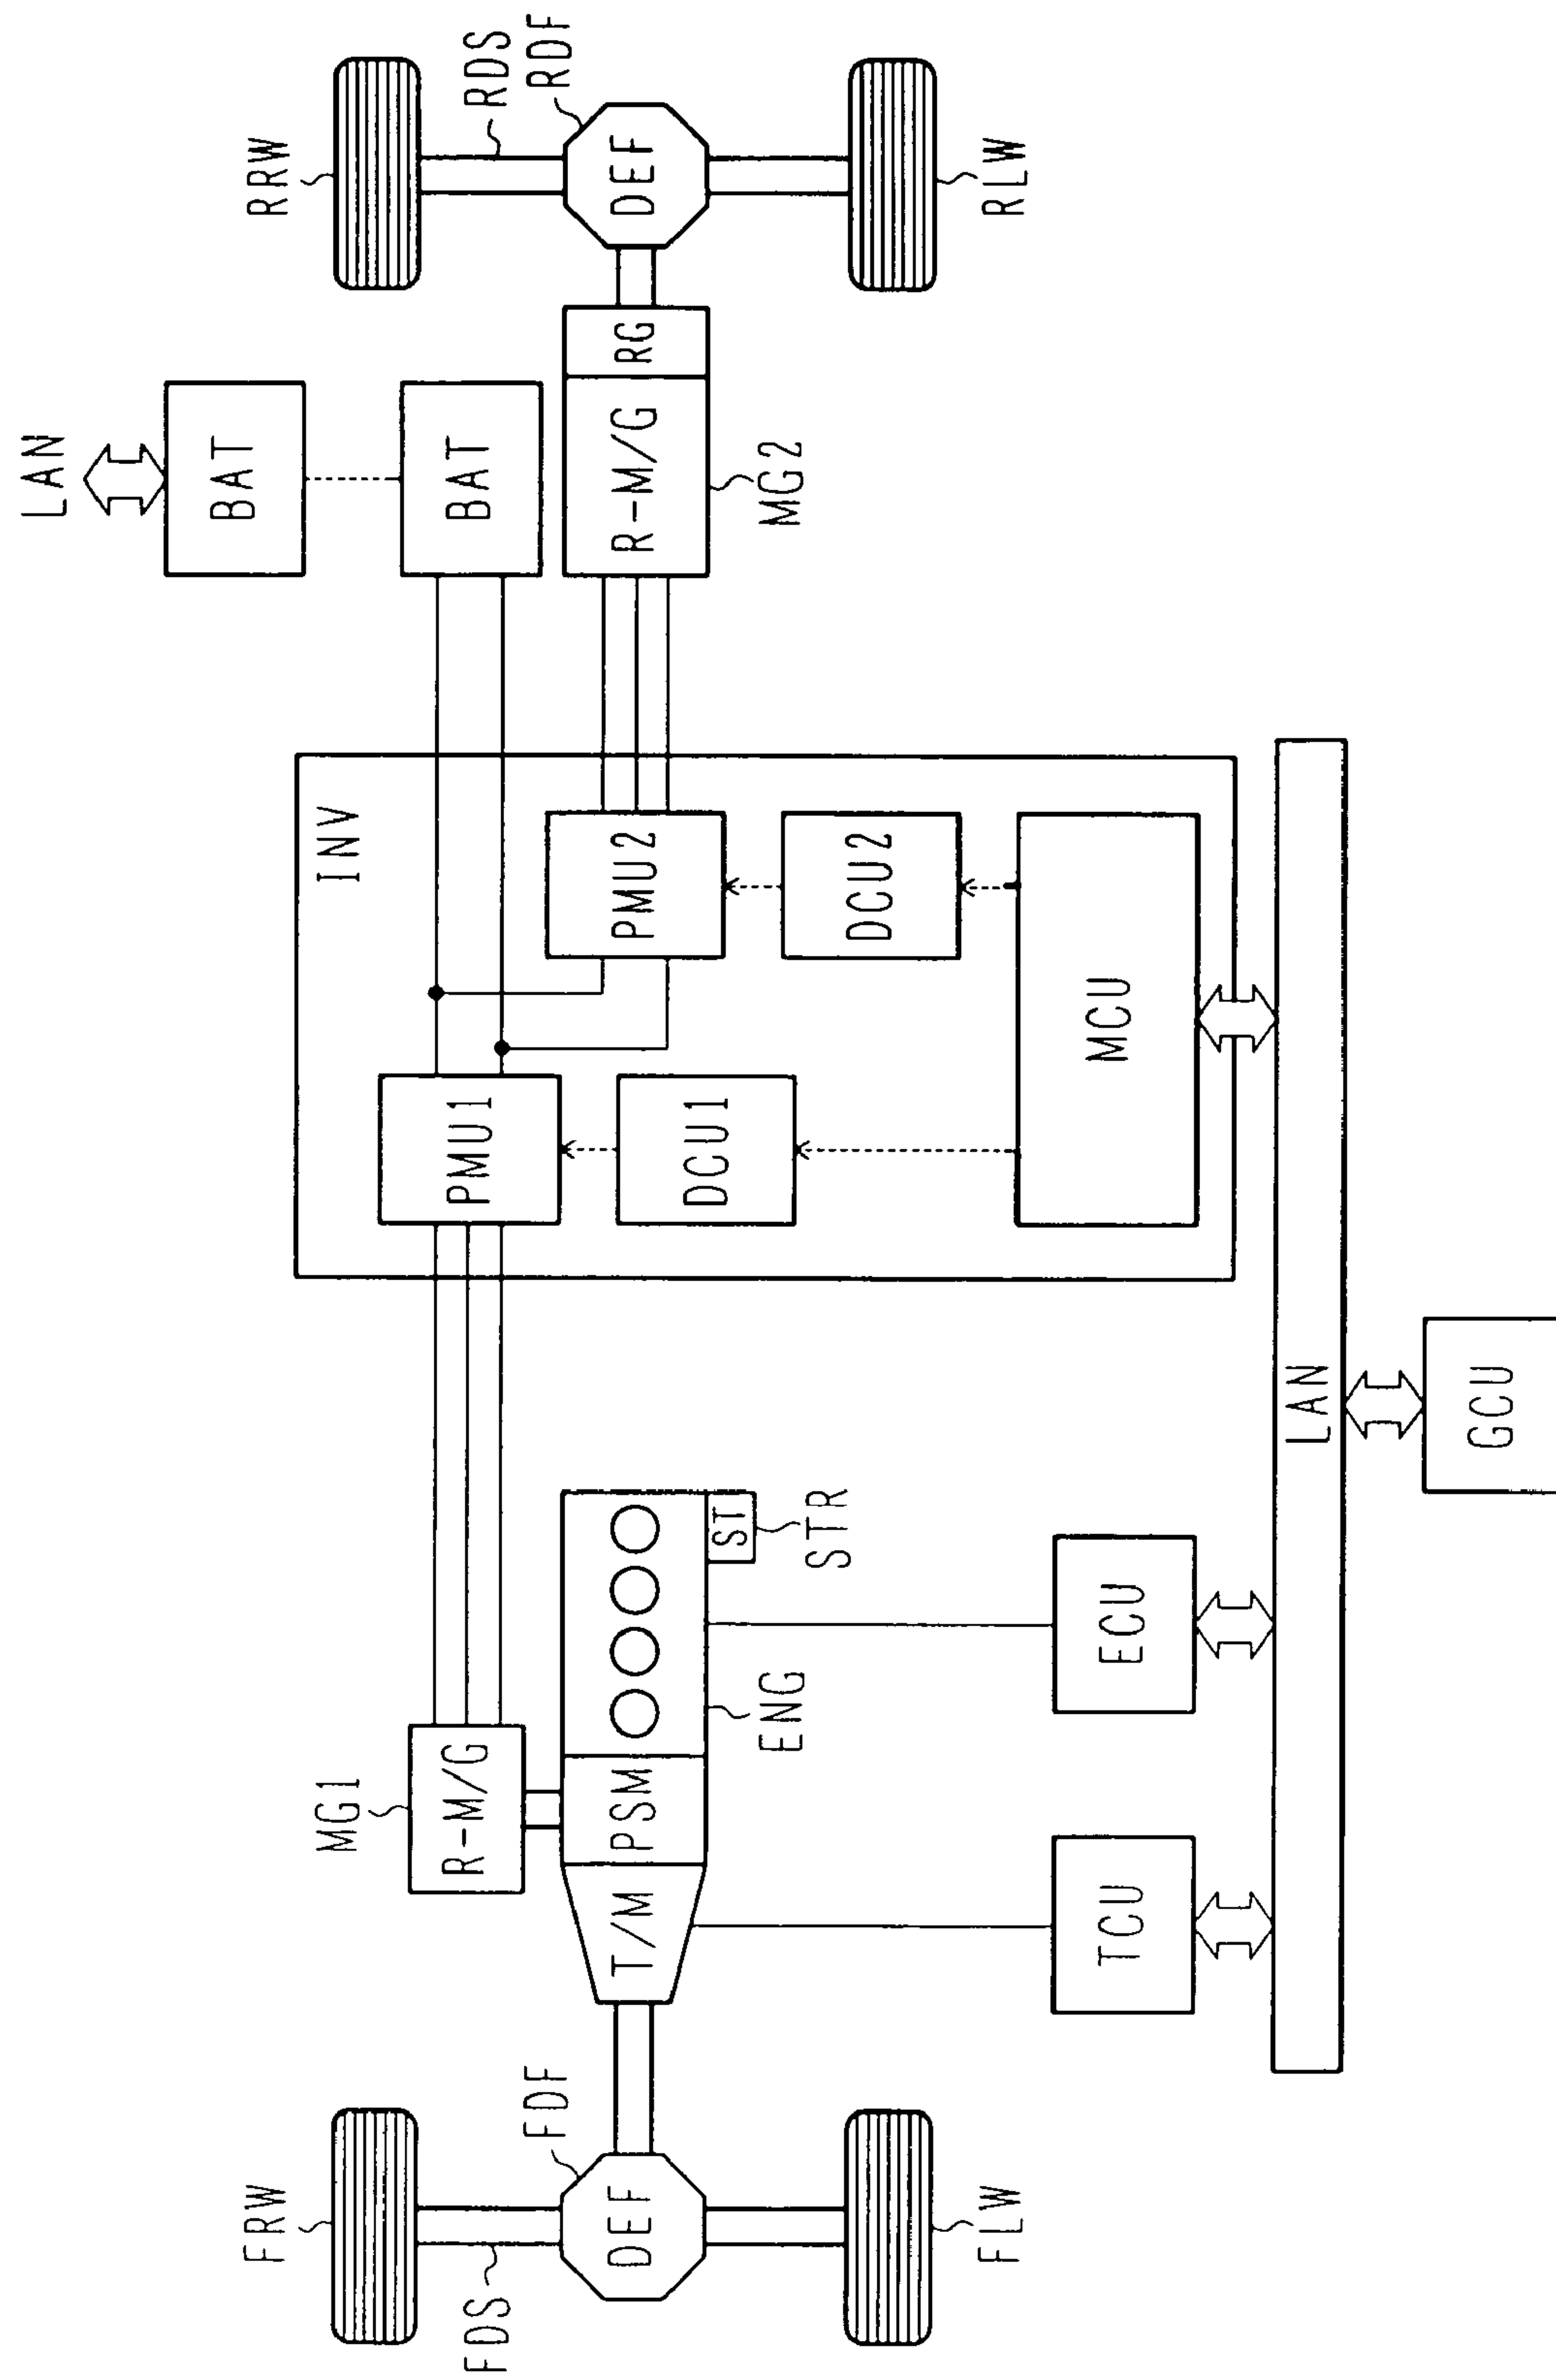 FRW
FDS
DEF
FDF
FLW
MG1
R-M/G
T/M
PSM
ENG
ST
STR
TCU
ECU
LAN
GCU
INV
PMU1
DCU1
PMU2
DCU2
MCU
LAN
BAT
BAT
R-M/G
RG
MG2
RRW
RDS
RDF
DEF
RLW